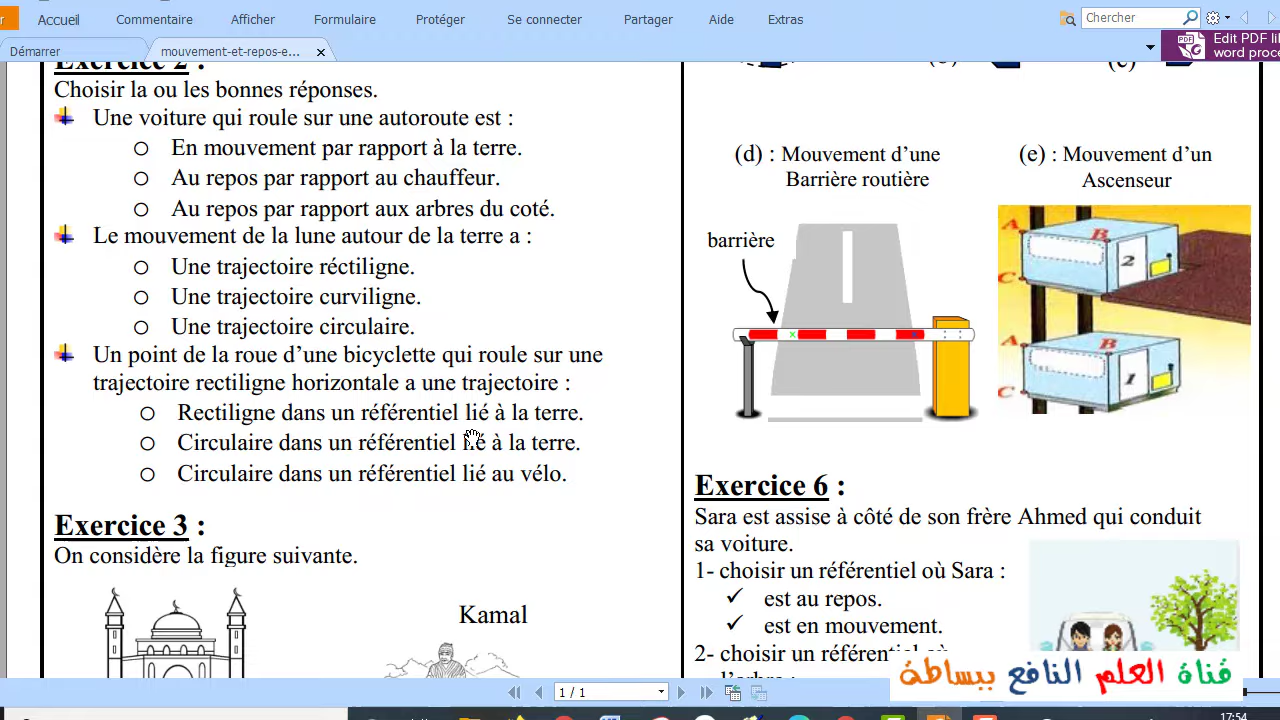 Accueil Commentaire Afficher Formulaire Protéger Se connecter Partager Aide Extras
Chercher
Démarrer
mouvement-et-repos-e...
Edit PDF
word
Exercice 2 :
Choisir la ou les bonnes réponses.
Une voiture qui roule sur une autoroute est :
o En mouvement par rapport à la terre.
o Au repos par rapport au chauffeur.
o Au repos par rapport aux arbres du coté.
Le mouvement de la lune autour de la terre a :
o Une trajectoire réctiligne.
o Une trajectoire curviligne.
o Une trajectoire circulaire.
Un point de la roue d'une bicyclette qui roule sur une
trajectoire rectiligne horizontale a une trajectoire :
o Rectiligne dans un référentiel lié à la terre.
o Circulaire dans un référentiel lié à la terre.
o Circulaire dans un référentiel lié au vélo.
Exercice 3 :
On considère la figure suivante.
Kamal
(d) : Mouvement d'une
Barrière routière
barrière
(e) : Mouvement d'un
Ascenseur
A
B
2
C
A
B
1
C
Exercice 6 :
Sara est assise à côté de son frère Ahmed qui conduit
sa voiture.
1- choisir un référentiel où Sara :
✓ est au repos.
✓ est en mouvement.
2- choisir un référentiel où
l'arbre :
قناة العلم النافع ببساطة
1 / 1
17:54